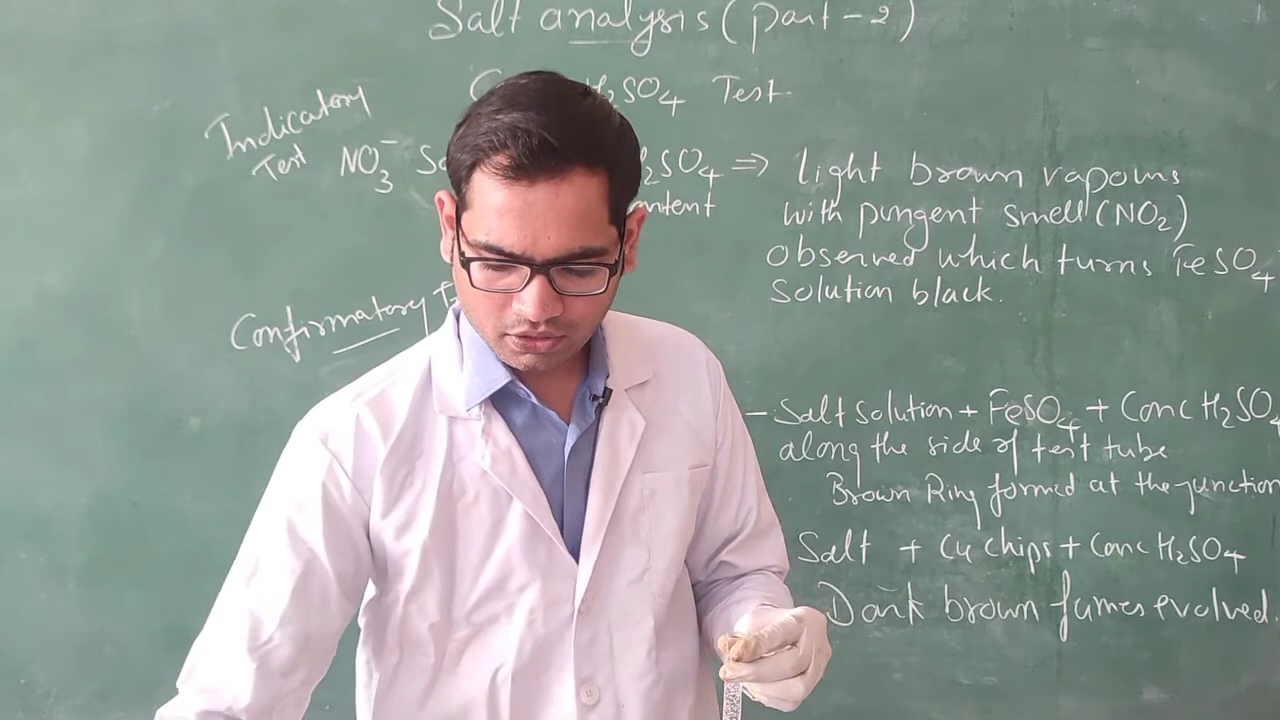 Salt analysis (part-2)
H₂SO₄ Test.
Indicatory
Test
NO₃⁻ H₂SO₄ ⇒ light brown vapours
with pungent smell (NO₂)
observed which turns FeSO₄
solution black.
Confirmatory
- Salt solution + FeSO₄ + Conc H₂SO₄
along the side of test tube
Brown Ring formed at the junction
Salt + Cu chips + Conc H₂SO₄
Dark brown fumes evolved.